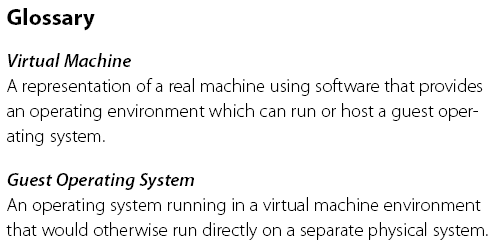 Glossary
Virtual Machine
A representation of a real machine using software that provides
an operating environment which can run or host a guest oper-
ating system.
Guest Operating System
An operating system running in a virtual machine environment
that would otherwise run directly on a separate physical system.